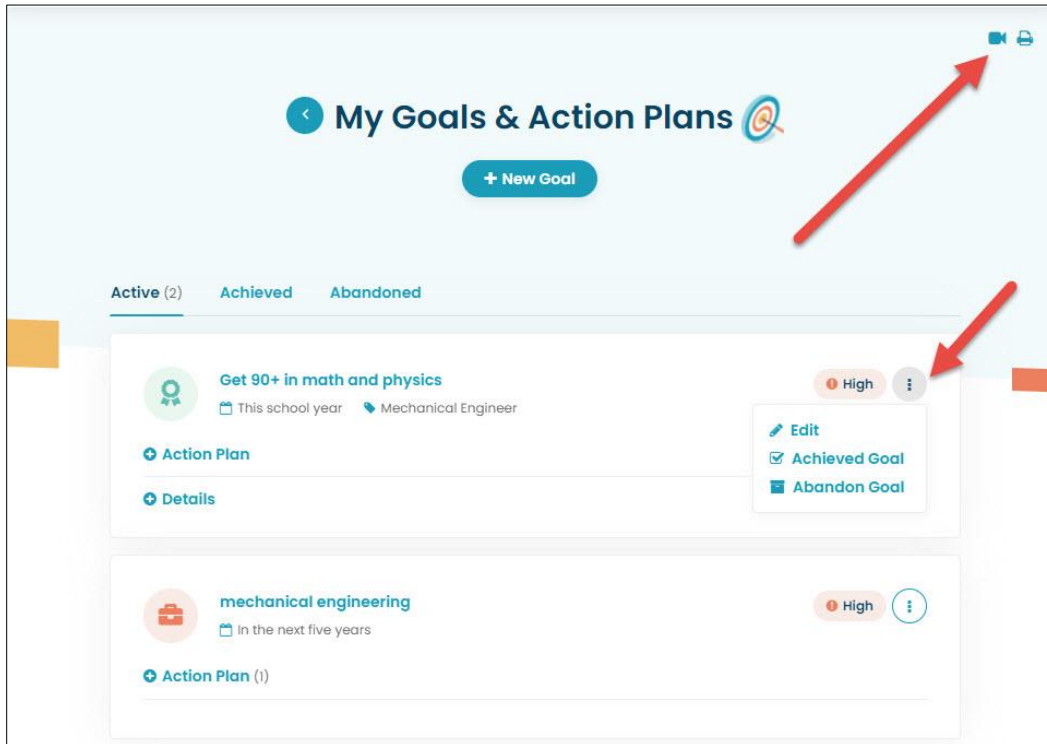 My Goals & Action Plans
+ New Goal
Active (2) Achieved Abandoned
Get 90+ in math and physics
High
This school year Mechanical Engineer
Edit
Achieved Goal
Abandon Goal
Action Plan
Details
mechanical engineering
High
In the next five years
Action Plan (1)